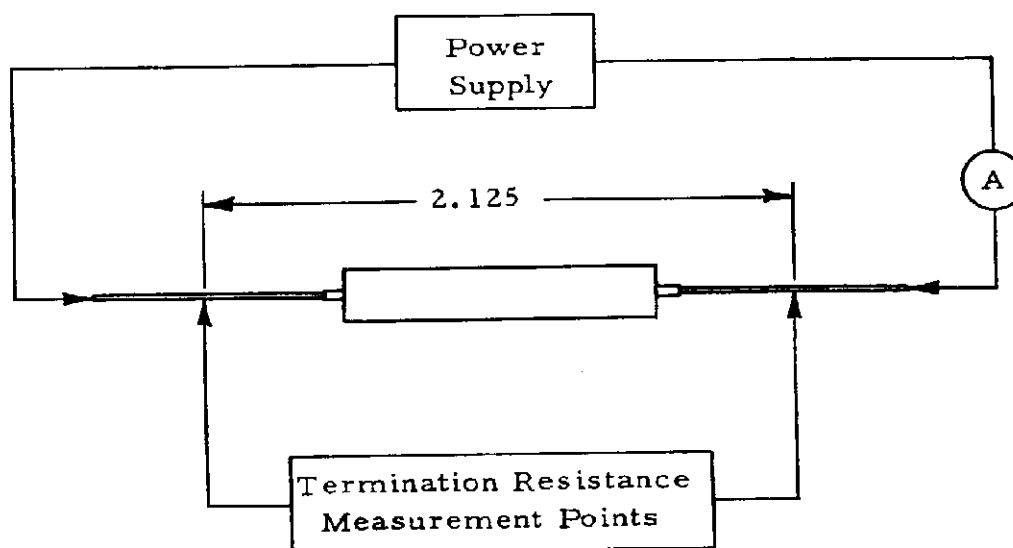 Power
Supply
A
2.125
Termination Resistance
Measurement Points